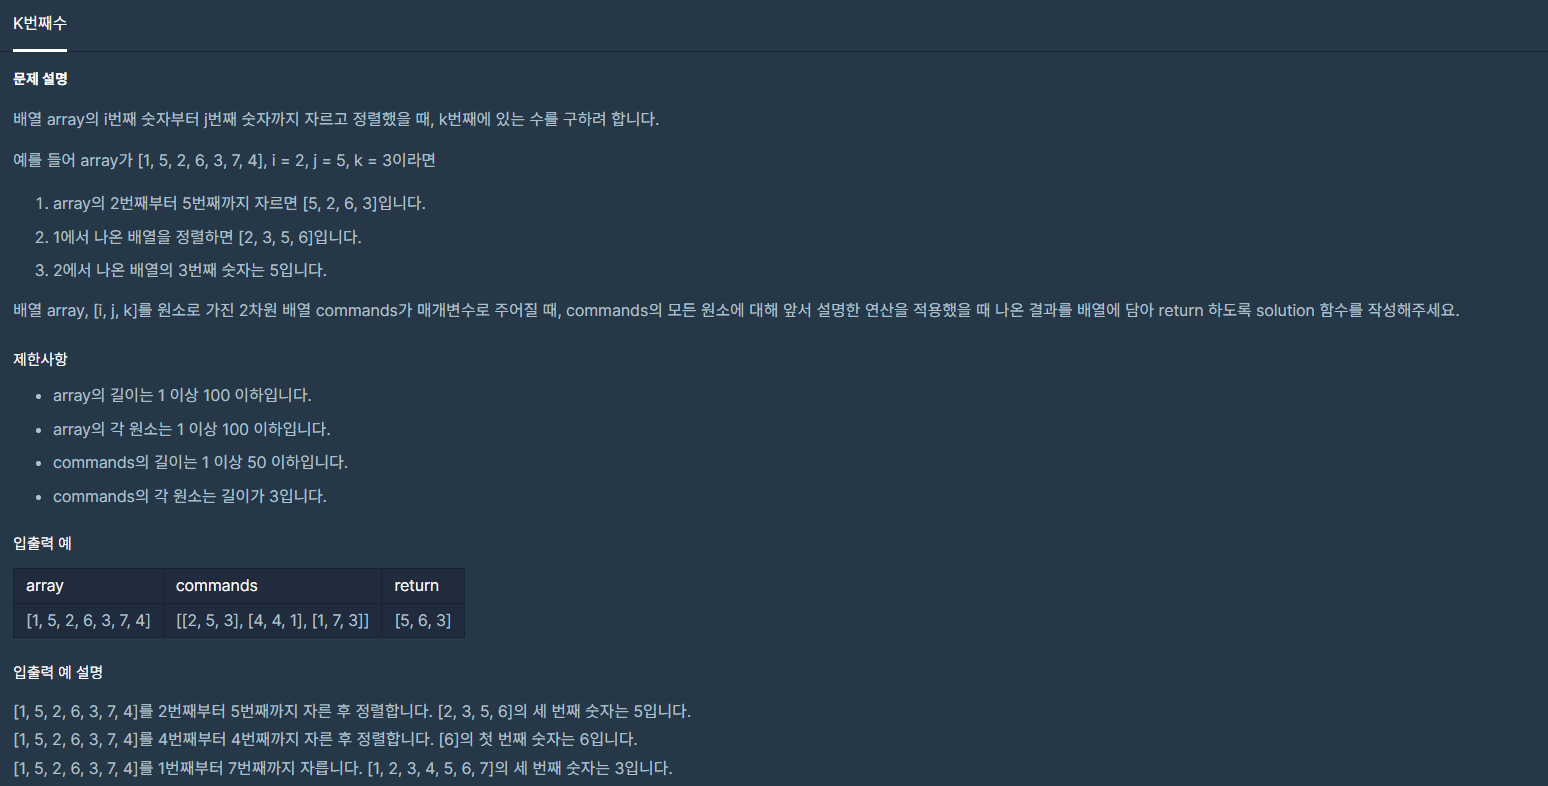 K번째수
문제 설명
배열 array의 i번째 숫자부터 j번째 숫자까지 자르고 정렬했을 때, k번째에 있는 수를 구하려 합니다.
예를 들어 array가 [1, 5, 2, 6, 3, 7, 4], i = 2, j = 5, k = 3이라면
1. array의 2번째부터 5번째까지 자르면 [5, 2, 6, 3]입니다.
2. 1에서 나온 배열을 정렬하면 [2, 3, 5, 6]입니다.
3. 2에서 나온 배열의 3번째 숫자는 5입니다.
배열 array, [i, j, k]를 원소로 가진 2차원 배열 commands가 매개변수로 주어질 때, commands의 모든 원소에 대해 앞서 설명한 연산을 적용했을 때 나온 결과를 배열에 담아 return 하도록 solution 함수를 작성해주세요.
제한사항
• array의 길이는 1 이상 100 이하입니다.
• array의 각 원소는 1 이상 100 이하입니다.
• commands의 길이는 1 이상 50 이하입니다.
• commands의 각 원소는 길이가 3입니다.
입출력 예
array commands return
[1, 5, 2, 6, 3, 7, 4] [[2, 5, 3], [4, 4, 1], [1, 7, 3]] [5, 6, 3]
입출력 예 설명
[1, 5, 2, 6, 3, 7, 4]를 2번째부터 5번째까지 자른 후 정렬합니다. [2, 3, 5, 6]의 세 번째 숫자는 5입니다.
[1, 5, 2, 6, 3, 7, 4]를 4번째부터 4번째까지 자른 후 정렬합니다. [6]의 첫 번째 숫자는 6입니다.
[1, 5, 2, 6, 3, 7, 4]를 1번째부터 7번째까지 자릅니다. [1, 2, 3, 4, 5, 6, 7]의 세 번째 숫자는 3입니다.